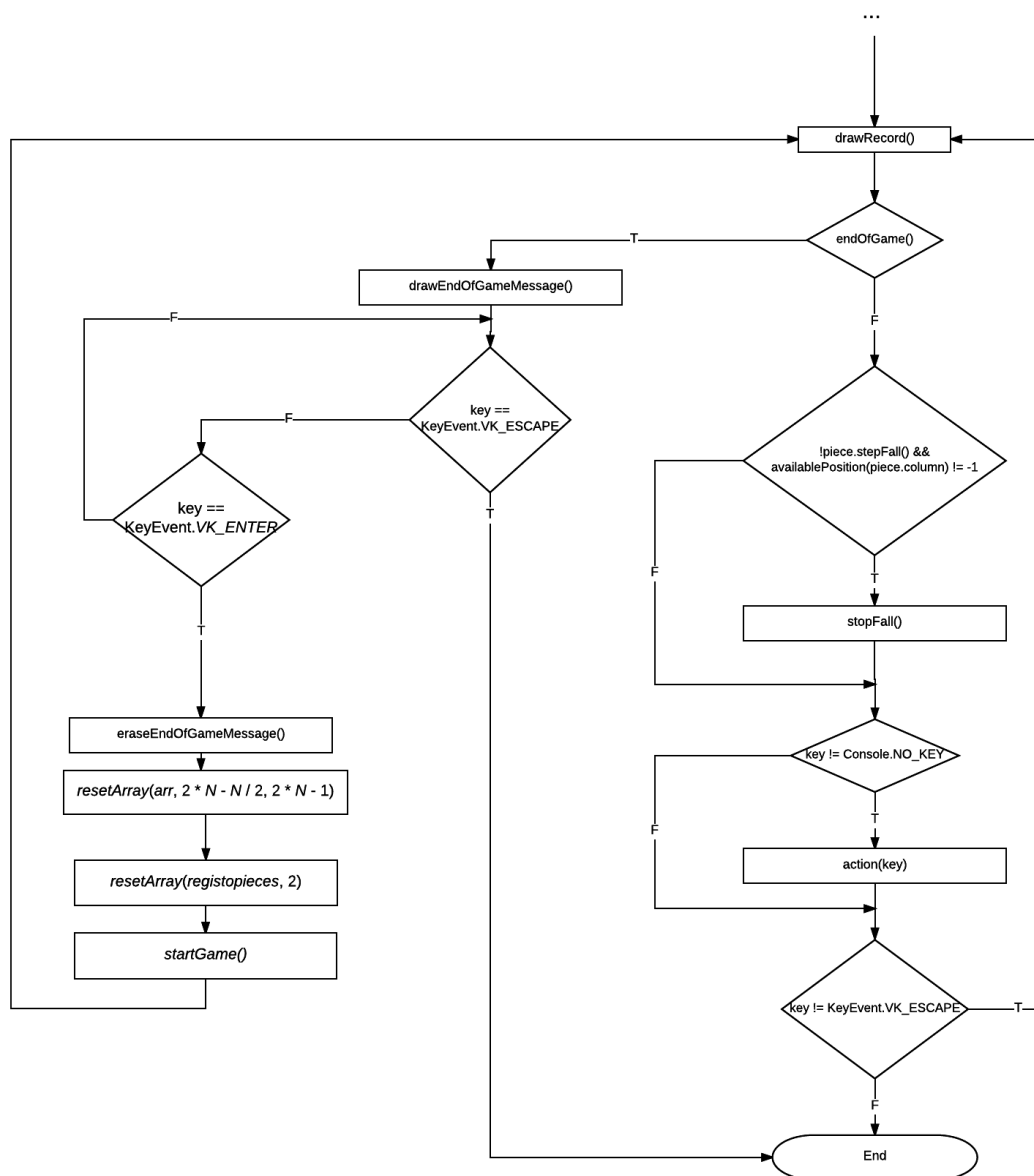 ...
drawRecord()
endOfGame()
T
drawEndOfGameMessage()
F
F
key ==
KeyEvent.VK_ESCAPE
F
!piece.stepFall() &&
availablePosition(piece.column) != -1
key ==
KeyEvent.VK_ENTER
T
F
T
stopFall()
T
eraseEndOfGameMessage()
key != Console.NO_KEY
resetArray(arr, 2 * N - N / 2, 2 * N - 1)
T
F
action(key)
resetArray(registopieces, 2)
startGame()
key != KeyEvent.VK_ESCAPE
T
F
End